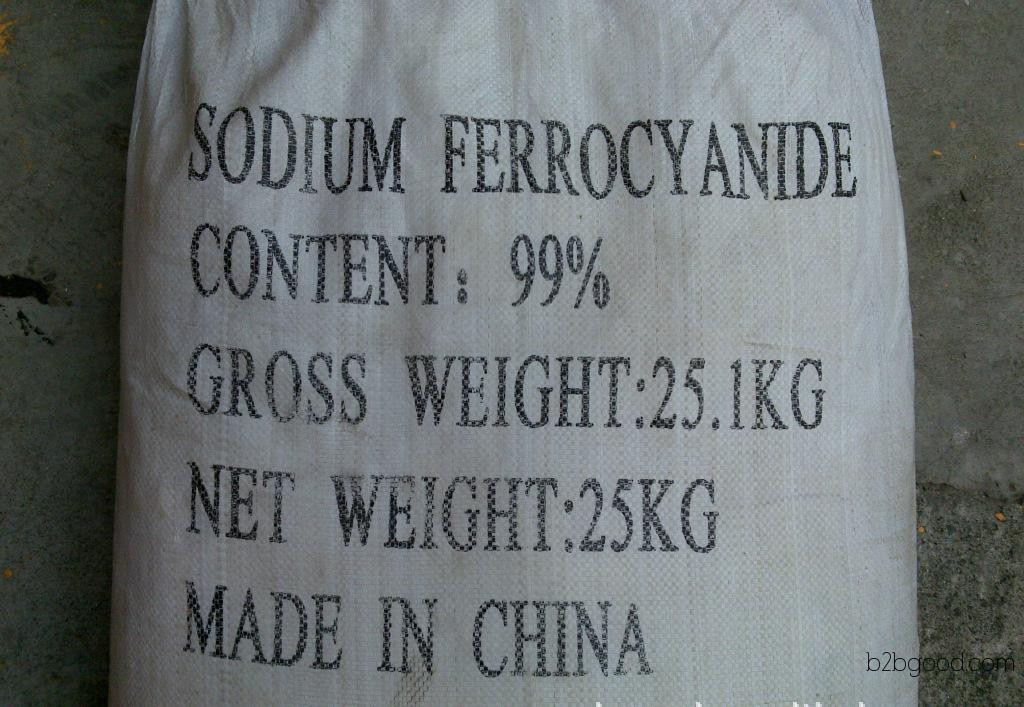 SODIUM FERROCYANIDE
CONTENT: 99%
GROSS WEIGHT:25.1KG
NET WEIGHT:25KG
MADE IN CHINA
b2bgood.com